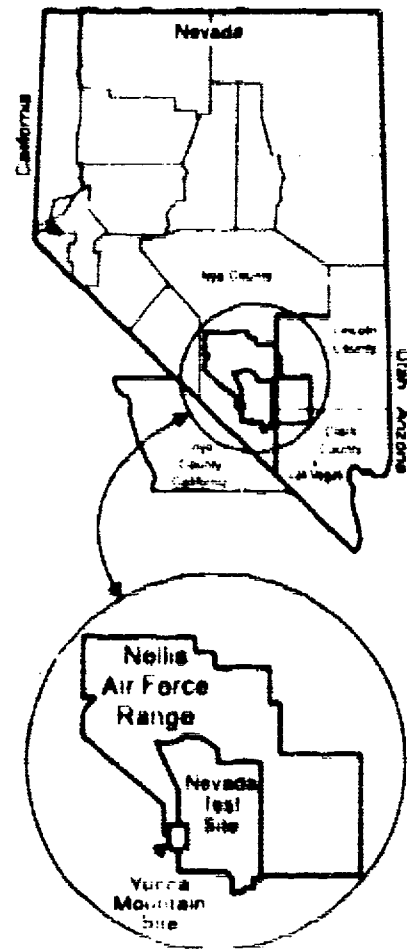 Nevada
California
Nye County
Lincoln
County
Utah
Arizona
Clark
County
Las Vegas
Inyo
County
California
Nellis
Air Force
Range
Nevada
Test
Site
Yucca
Mountain
Site